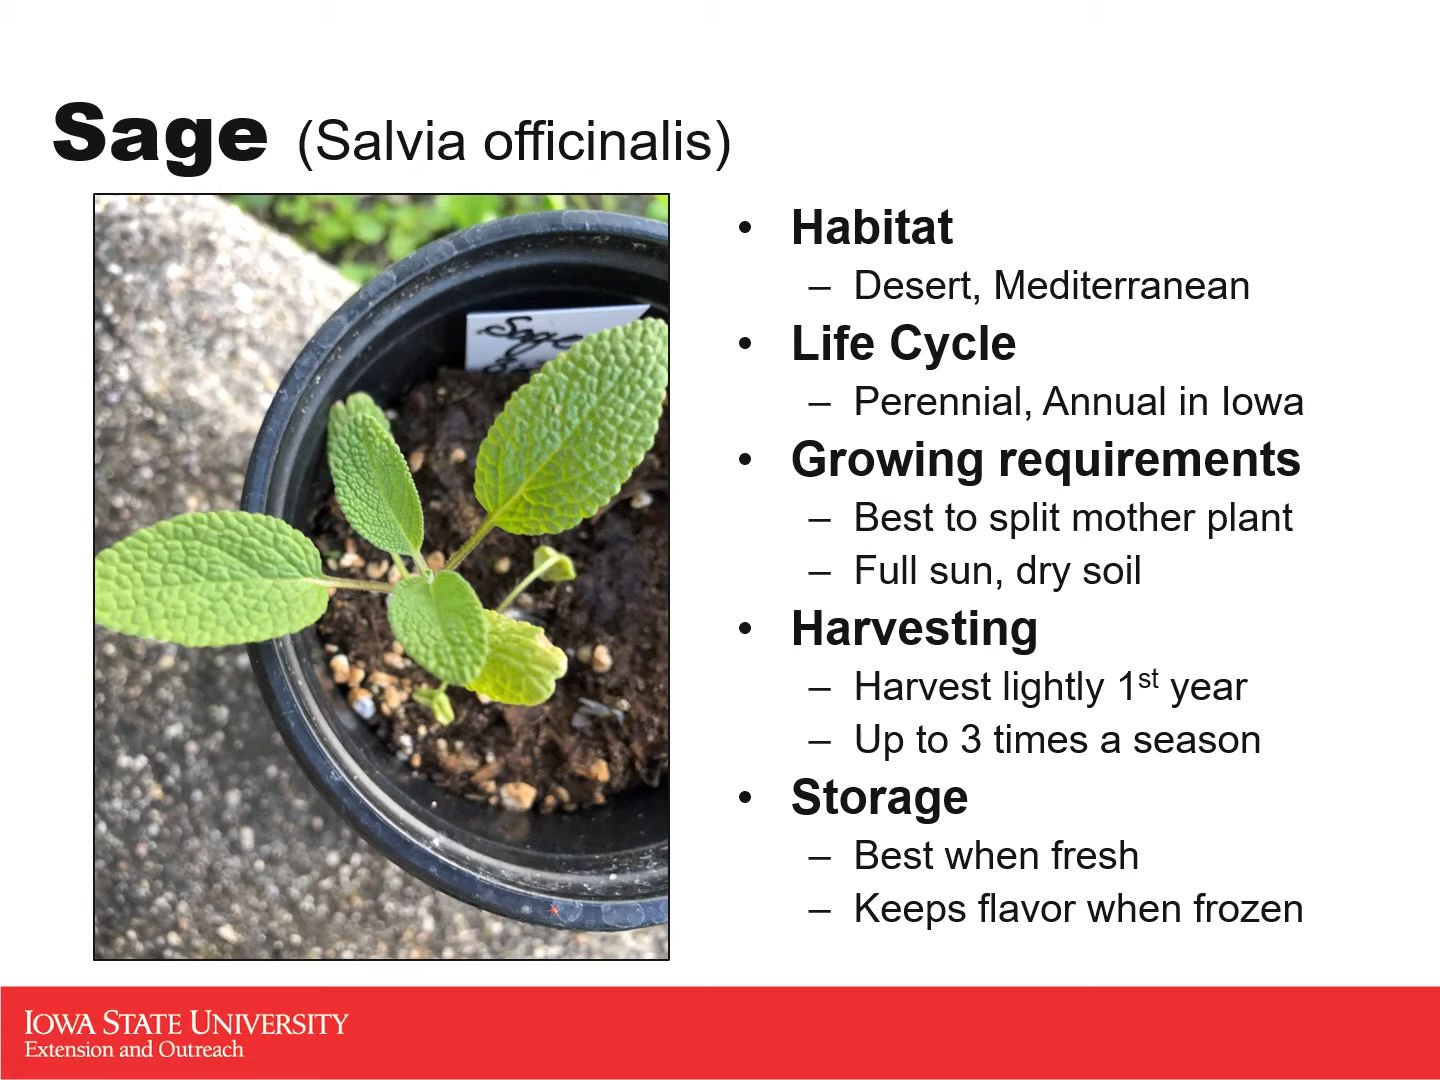 Sage (Salvia officinalis)
Sage
• Habitat
– Desert, Mediterranean
• Life Cycle
– Perennial, Annual in Iowa
• Growing requirements
– Best to split mother plant
– Full sun, dry soil
• Harvesting
– Harvest lightly 1st year
– Up to 3 times a season
• Storage
– Best when fresh
– Keeps flavor when frozen
IOWA STATE UNIVERSITY
Extension and Outreach